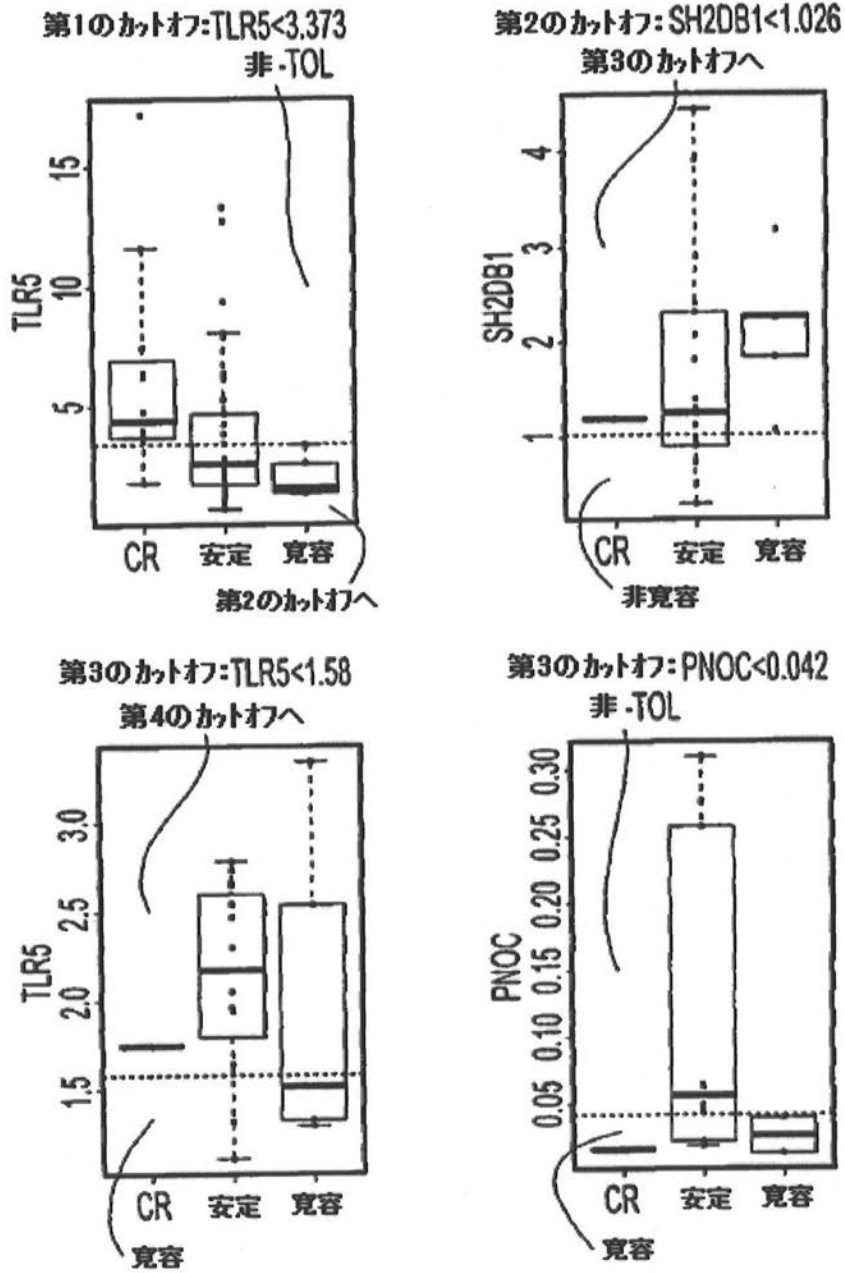 第1のカットオフ:TLR5<3.373
非-TOL
TLR5
15
10
5
CR 安定 寛容
第2のカットオフへ
第2のカットオフ:SH2DB1<1.026
第3のカットオフへ
SH2DB1
4
3
2
1
CR 安定 寛容
非寛容
第3のカットオフ:TLR5<1.58
第4のカットオフへ
TLR5
3.0
2.5
2.0
1.5
CR 安定 寛容
寛容
第3のカットオフ:PNOC<0.042
非-TOL
PNOC
0.30
0.25
0.20
0.15
0.10
0.05
CR 安定 寛容
寛容